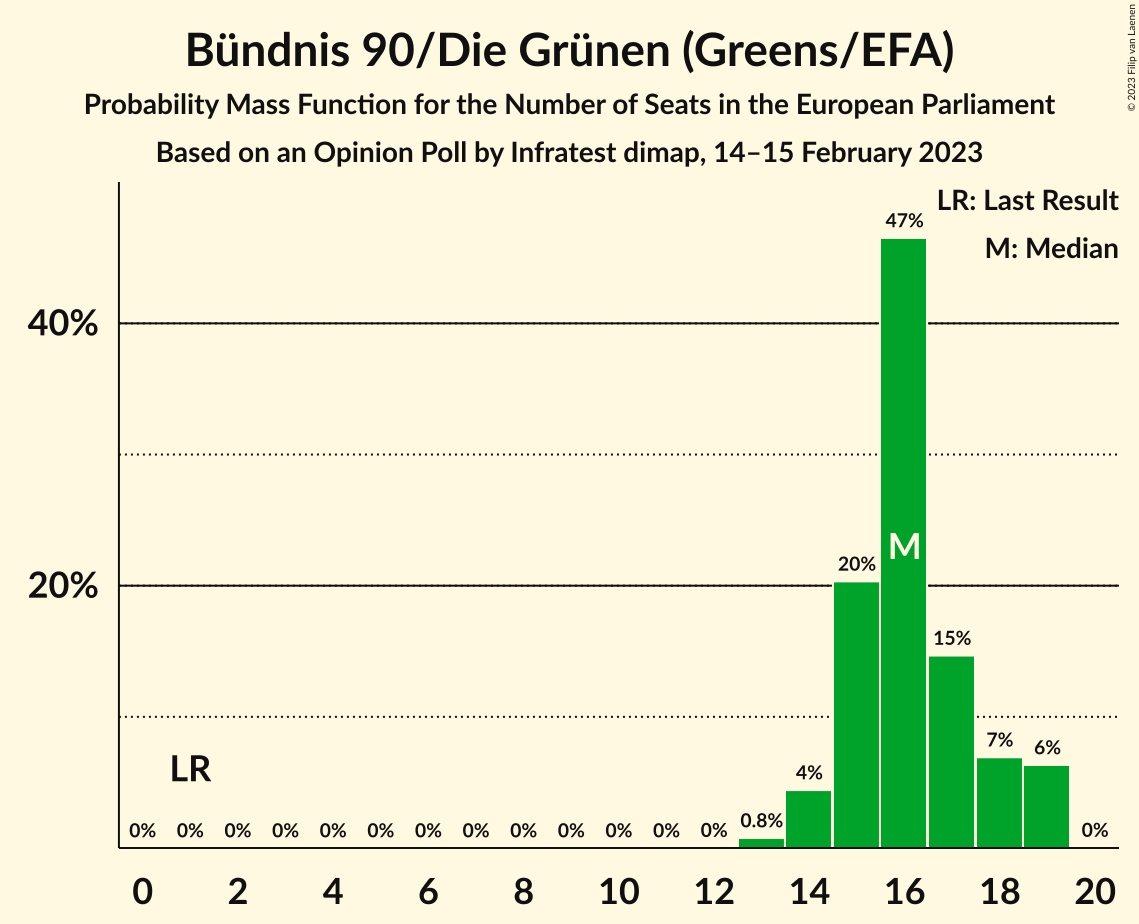 Bündnis 90/Die Grünen (Greens/EFA)
Probability Mass Function for the Number of Seats in the European Parliament
Based on an Opinion Poll by Infratest dimap, 14–15 February 2023
© 2023 Filip van Laenen
LR: Last Result
M: Median
47%
40%
M
20%
20%
15%
7%
6%
LR
4%
0% 0% 0% 0% 0% 0% 0% 0% 0% 0% 0% 0% 0% 0.8% 0%
0 2 4 6 8 10 12 14 16 18 20